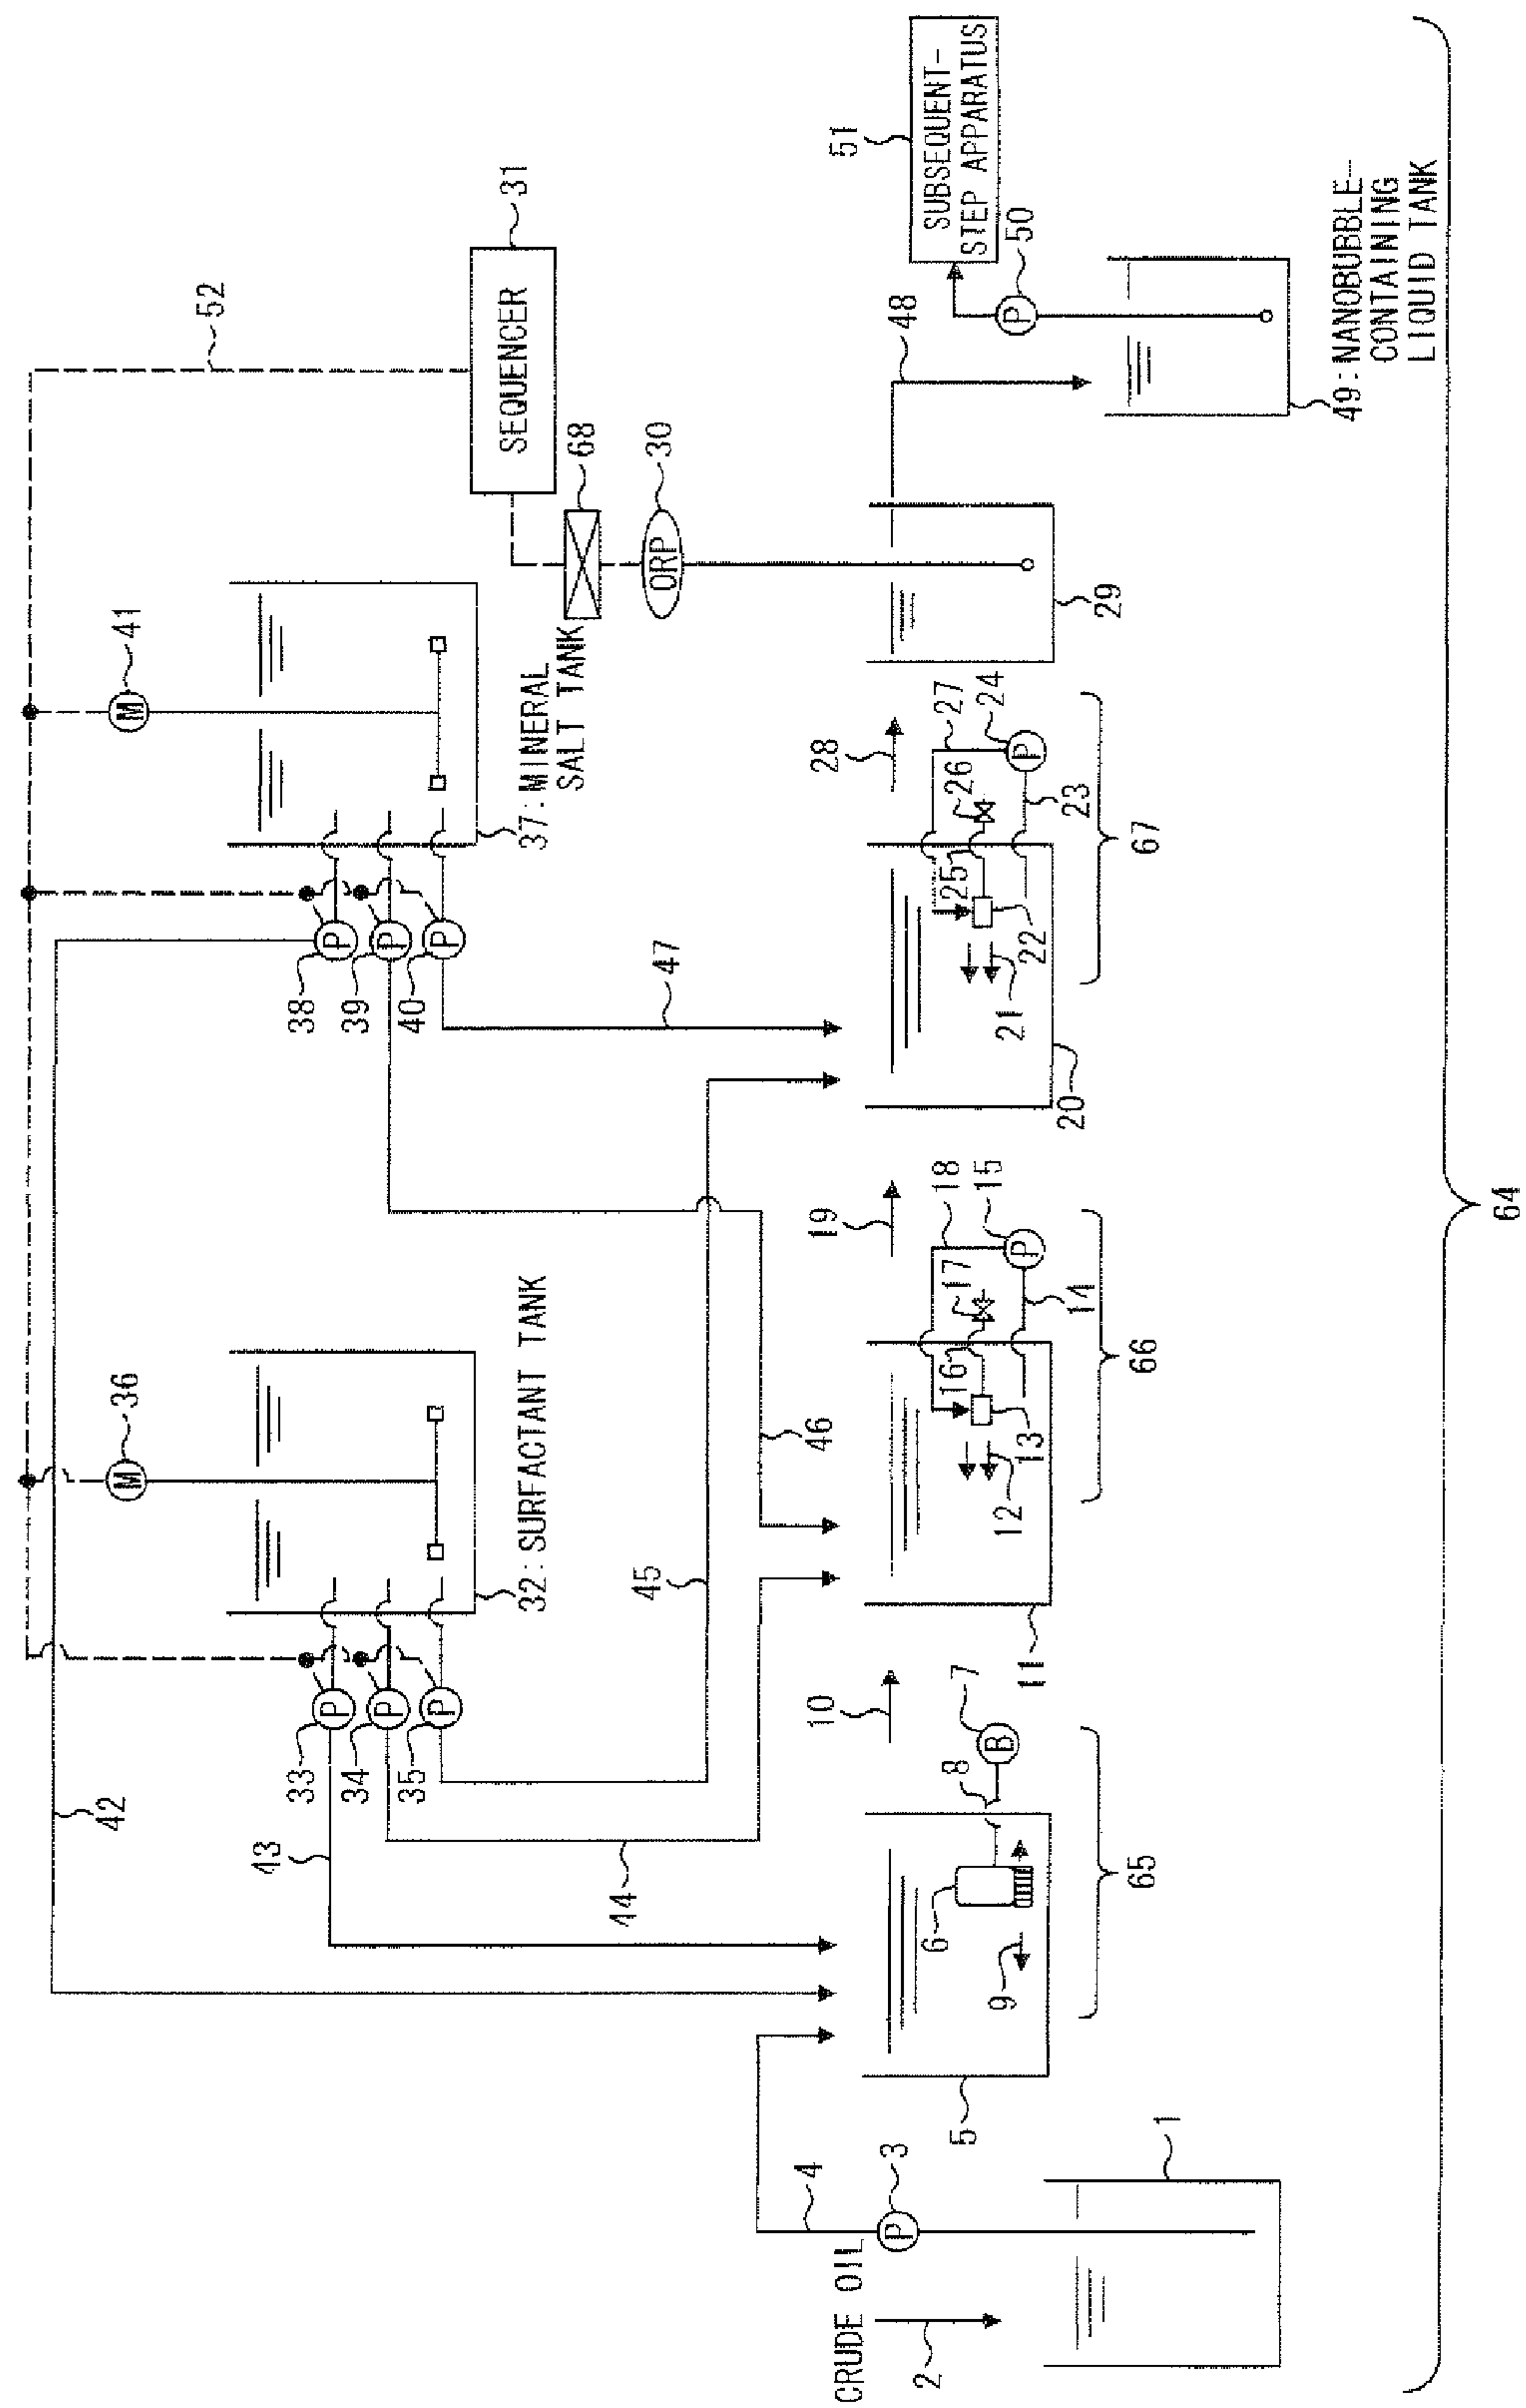 CRUDE OIL
2
4
3
1
42
43
44
33
34
35
36
32:SURFACTANT TANK
45
46
38
39
40
41
37:MINERAL
SALT TANK
47
52
SEQUENCER
31
68
ORP
30
P
P
P
P
P
P
P
M
M
5
6
9
8
7
B
10
65
11
12
13
16
17
14
18
15
P
19
66
20
21
22
25
26
23
27
24
P
28
67
29
48
49:NANOBUBBLE-
CONTAINING
LIQUID TANK
P
50
51
SUBSEQUENT-
STEP APPARATUS
64